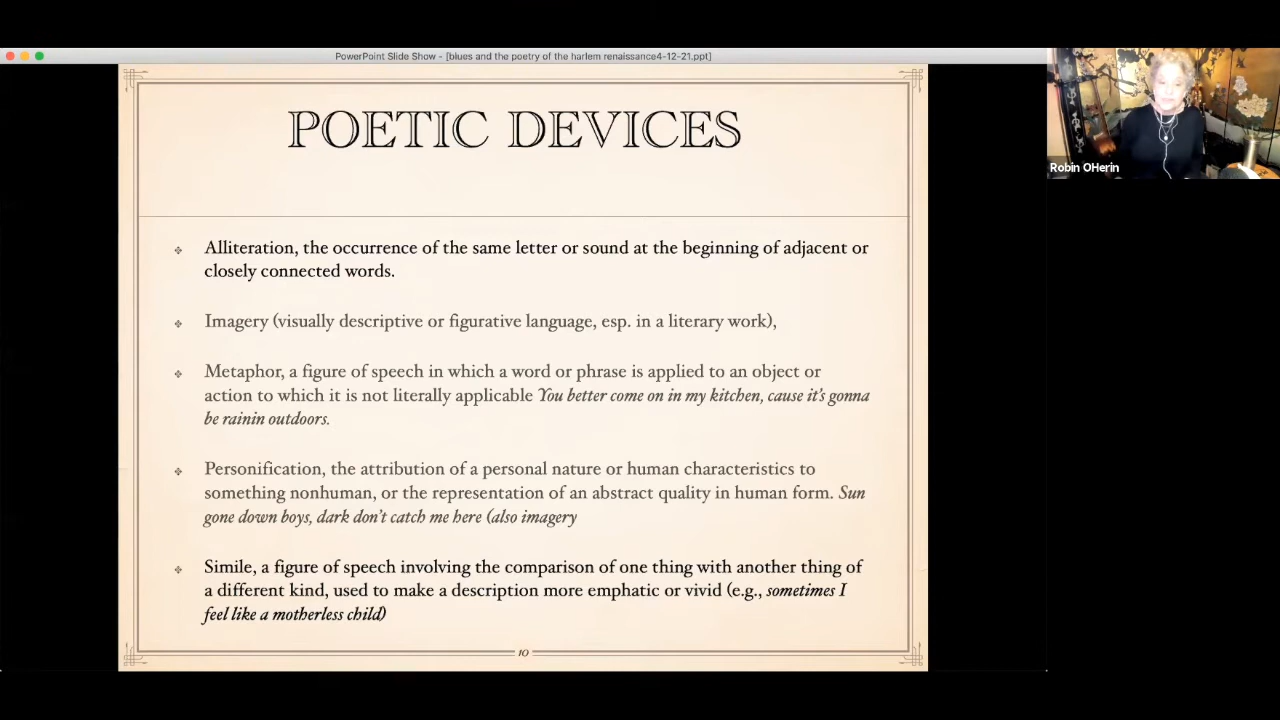 PowerPoint Slide Show - [blues and the poetry of the harlem renaissance4-12-21.ppt]
POETIC DEVICES
Robin OHerin
Alliteration, the occurrence of the same letter or sound at the beginning of adjacent or
closely connected words.
Imagery (visually descriptive or figurative language, esp. in a literary work),
Metaphor, a figure of speech in which a word or phrase is applied to an object or
action to which it is not literally applicable You better come on in my kitchen, cause it's gonna
be rainin outdoors.
Personification, the attribution of a personal nature or human characteristics to
something nonhuman, or the representation of an abstract quality in human form. Sun
gone down boys, dark don't catch me here (also imagery
Simile, a figure of speech involving the comparison of one thing with another thing of
a different kind, used to make a description more emphatic or vivid (e.g., sometimes I
feel like a motherless child)
10